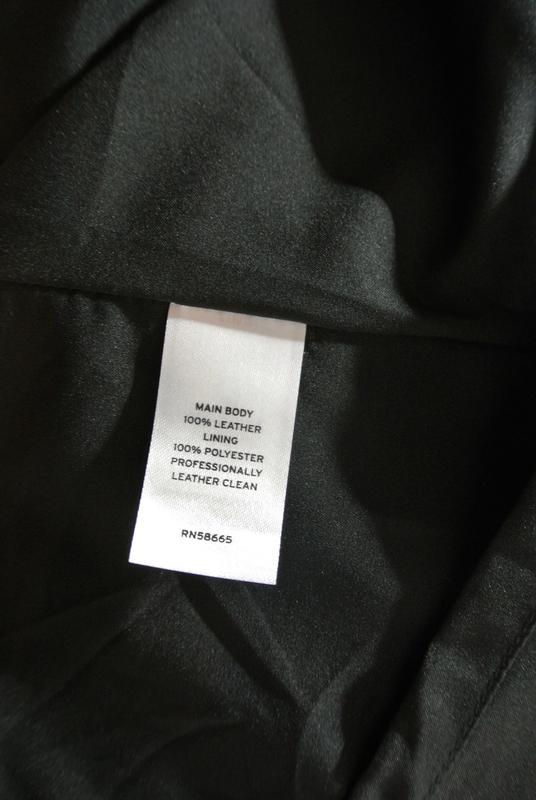 MAIN BODY
100% LEATHER
LINING
100% POLYESTER
PROFESSIONALLY
LEATHER CLEAN
RN58665